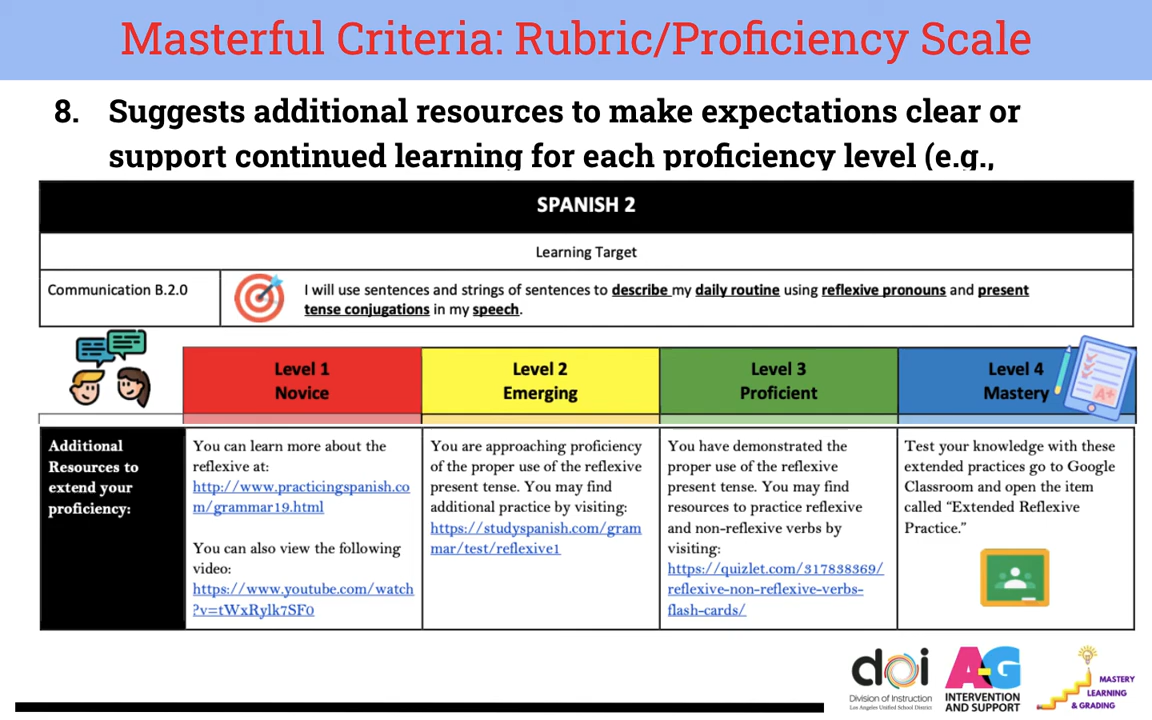 Masterful Criteria: Rubric/Proficiency Scale
8. Suggests additional resources to make expectations clear or
support continued learning for each proficiency level (e.g.,
SPANISH 2
Learning Target
Communication B.2.0
I will use sentences and strings of sentences to describe my daily routine using reflexive pronouns and present
tense conjugations in my speech.
Level 1
Novice
Level 2
Emerging
Level 3
Proficient
Level 4
Mastery
A+
Additional
Resources to
extend your
proficiency:
You can learn more about the
reflexive at:
http://www.practicingspanish.co
m/grammar19.html
You can also view the following
video:
https://www.youtube.com/watch
?v=tWxRylk7SF0
You are approaching proficiency
of the proper use of the reflexive
present tense. You may find
additional practice by visiting:
https://studyspanish.com/gram
mar/test/reflexive1
You have demonstrated the
proper use of the reflexive
present tense. You may find
resources to practice reflexive
and non-reflexive verbs by
visiting:
https://quizlet.com/317838369/
reflexive-non-reflexive-verbs-
flash-cards/
Test your knowledge with these
extended practices go to Google
Classroom and open the item
called “Extended Reflexive
Practice.”
doi
Division of Instruction
Los Angeles Unified School District
A-G
INTERVENTION
AND SUPPORT
MASTERY
LEARNING
& GRADING